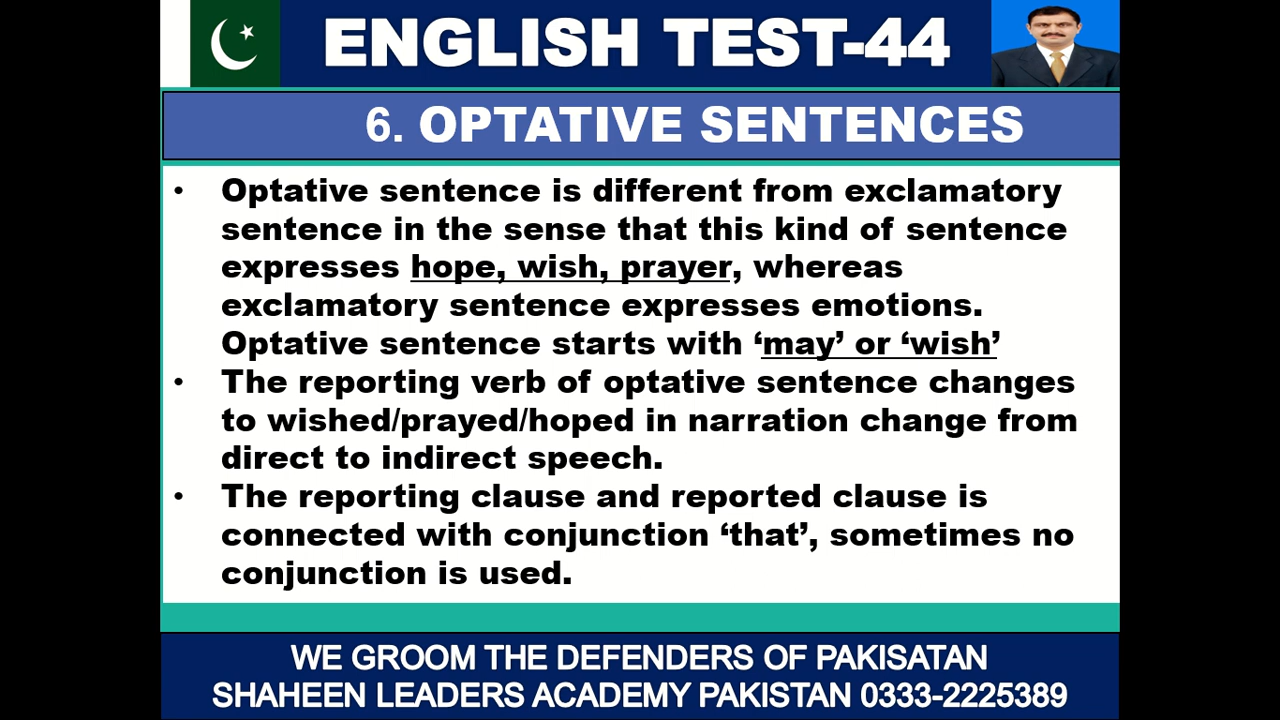 ENGLISH TEST-44
6. OPTATIVE SENTENCES
• Optative sentence is different from exclamatory
sentence in the sense that this kind of sentence
expresses hope, wish, prayer, whereas
exclamatory sentence expresses emotions.
Optative sentence starts with ‘may’ or ‘wish’
• The reporting verb of optative sentence changes
to wished/prayed/hoped in narration change from
direct to indirect speech.
• The reporting clause and reported clause is
connected with conjunction ‘that’, sometimes no
conjunction is used.
WE GROOM THE DEFENDERS OF PAKISATAN
SHAHEEN LEADERS ACADEMY PAKISTAN 0333-2225389